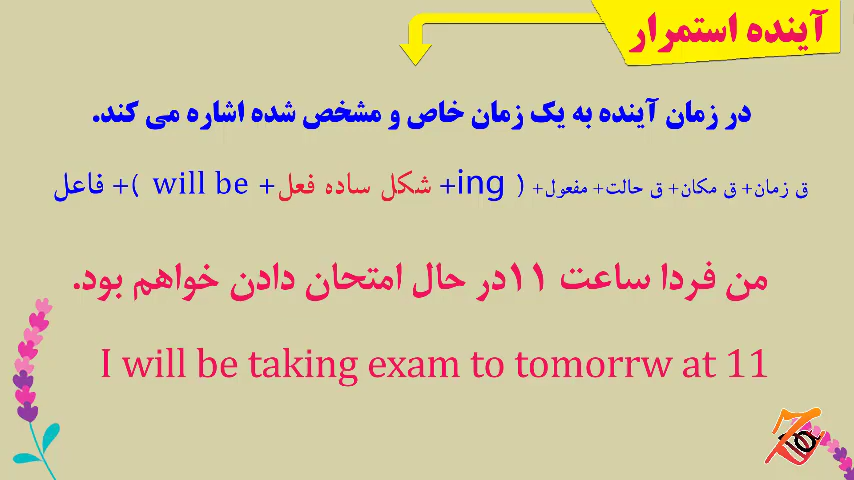 آینده استمرار
در زمان آینده به یک زمان خاص و مشخص شده اشاره می کند.
فاعل +( will be +شکل ساده فعل +ing ) +ق زمان+ ق مکان+ ق حالت+ مفعول
من فردا ساعت ۱۱در حال امتحان دادن خواهم بود.
I will be taking exam to tomorrw at 11